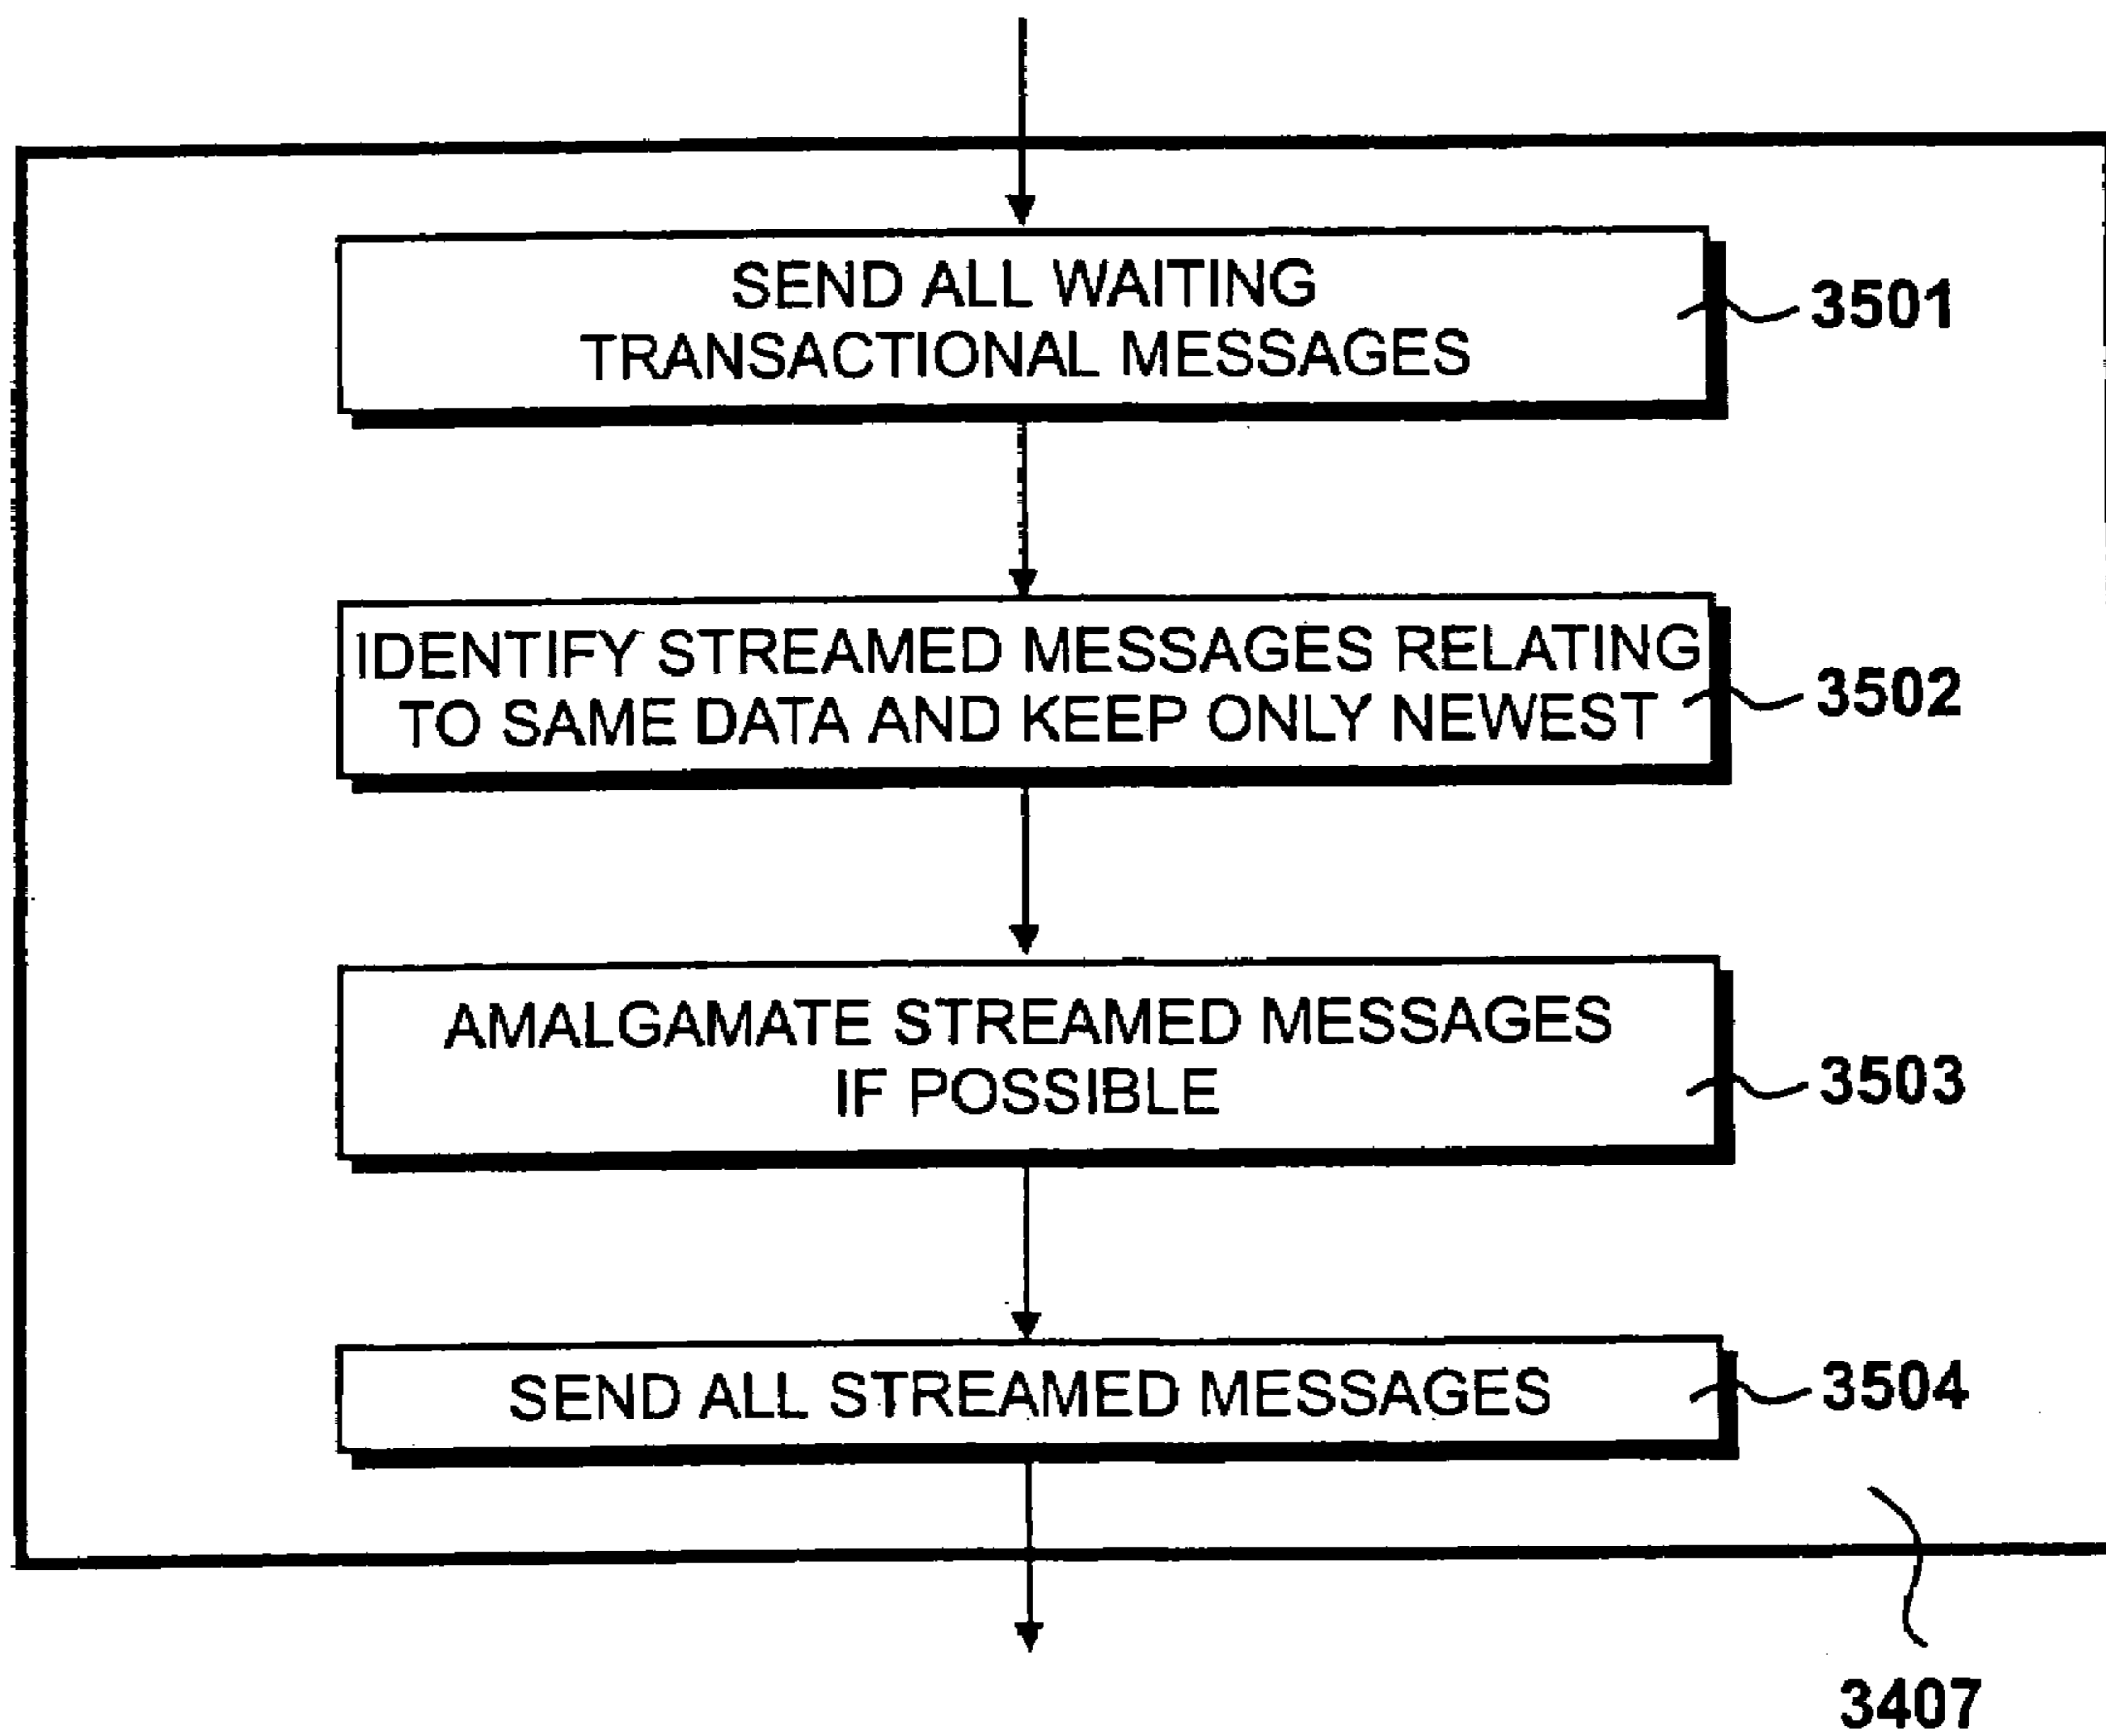 SEND ALL WAITING
TRANSACTIONAL MESSAGES
3501
IDENTIFY STREAMED MESSAGES RELATING
TO SAME DATA AND KEEP ONLY NEWEST
3502
AMALGAMATE STREAMED MESSAGES
IF POSSIBLE
3503
SEND ALL STREAMED MESSAGES
3504
3407